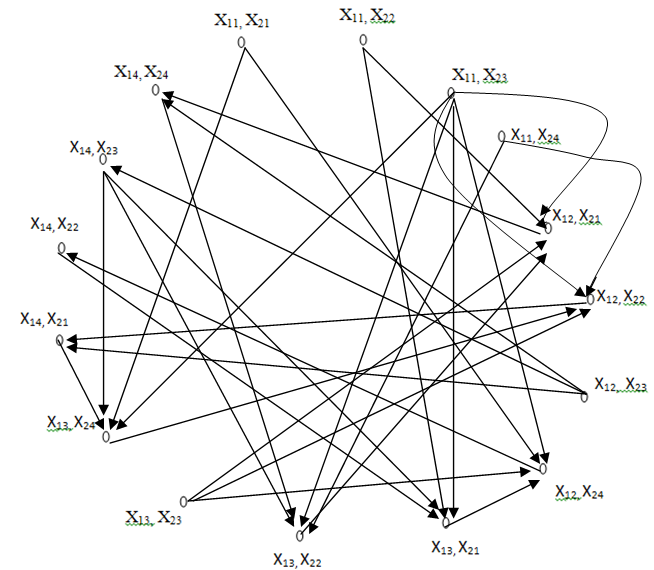 X11, X21
X11, X22
X14, X24
X11, X23
X11, X24
X14, X23
X12, X21
X14, X22
X12, X22
X14, X21
X12, X23
X13, X24
X12, X24
X13, X23
X13, X21
X13, X22